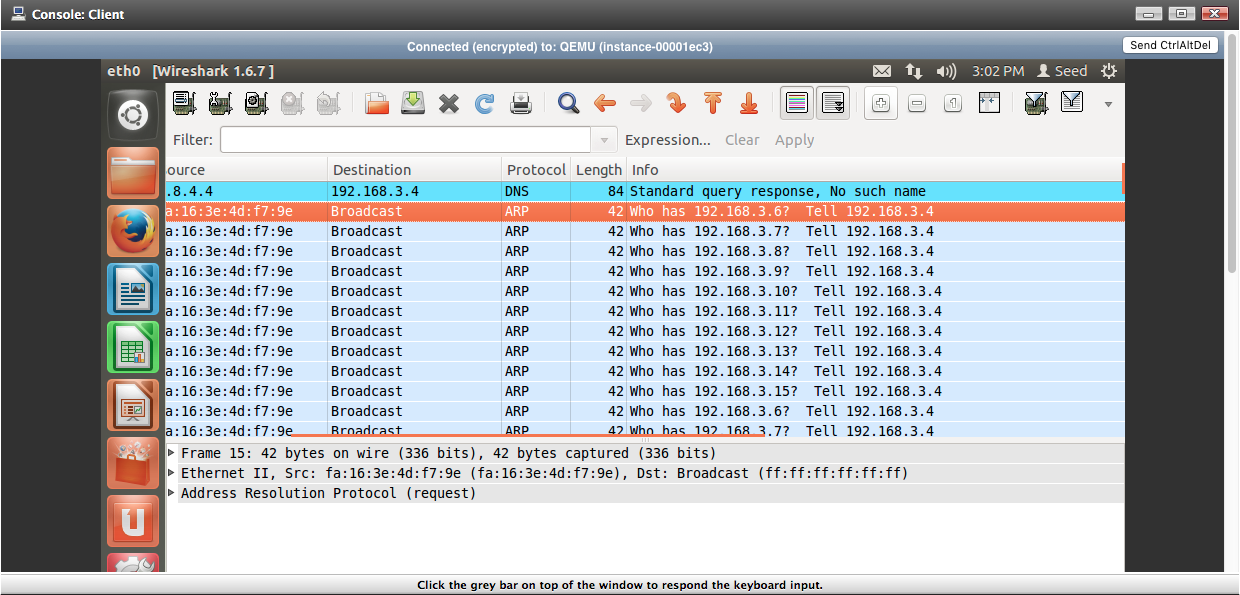 Console: Client
Connected (encrypted) to: QEMU (instance-00001ec3)
Send CtrlAltDel
eth0 [Wireshark 1.6.7 ]
3:02 PM Seed
Filter: Expression... Clear Apply
ource Destination Protocol Length Info
.8.4.4 192.168.3.4 DNS 84 Standard query response, No such name
a:16:3e:4d:f7:9e Broadcast ARP 42 Who has 192.168.3.6? Tell 192.168.3.4
a:16:3e:4d:f7:9e Broadcast ARP 42 Who has 192.168.3.7? Tell 192.168.3.4
a:16:3e:4d:f7:9e Broadcast ARP 42 Who has 192.168.3.8? Tell 192.168.3.4
a:16:3e:4d:f7:9e Broadcast ARP 42 Who has 192.168.3.9? Tell 192.168.3.4
a:16:3e:4d:f7:9e Broadcast ARP 42 Who has 192.168.3.10? Tell 192.168.3.4
a:16:3e:4d:f7:9e Broadcast ARP 42 Who has 192.168.3.11? Tell 192.168.3.4
a:16:3e:4d:f7:9e Broadcast ARP 42 Who has 192.168.3.12? Tell 192.168.3.4
a:16:3e:4d:f7:9e Broadcast ARP 42 Who has 192.168.3.13? Tell 192.168.3.4
a:16:3e:4d:f7:9e Broadcast ARP 42 Who has 192.168.3.14? Tell 192.168.3.4
a:16:3e:4d:f7:9e Broadcast ARP 42 Who has 192.168.3.15? Tell 192.168.3.4
a:16:3e:4d:f7:9e Broadcast ARP 42 Who has 192.168.3.6? Tell 192.168.3.4
a:16:3e:4d:f7:9e Broadcast ARP 42 Who has 192.168.3.7? Tell 192.168.3.4
Frame 15: 42 bytes on wire (336 bits), 42 bytes captured (336 bits)
Ethernet II, Src: fa:16:3e:4d:f7:9e (fa:16:3e:4d:f7:9e), Dst: Broadcast (ff:ff:ff:ff:ff:ff)
Address Resolution Protocol (request)
Click the grey bar on top of the window to respond the keyboard input.